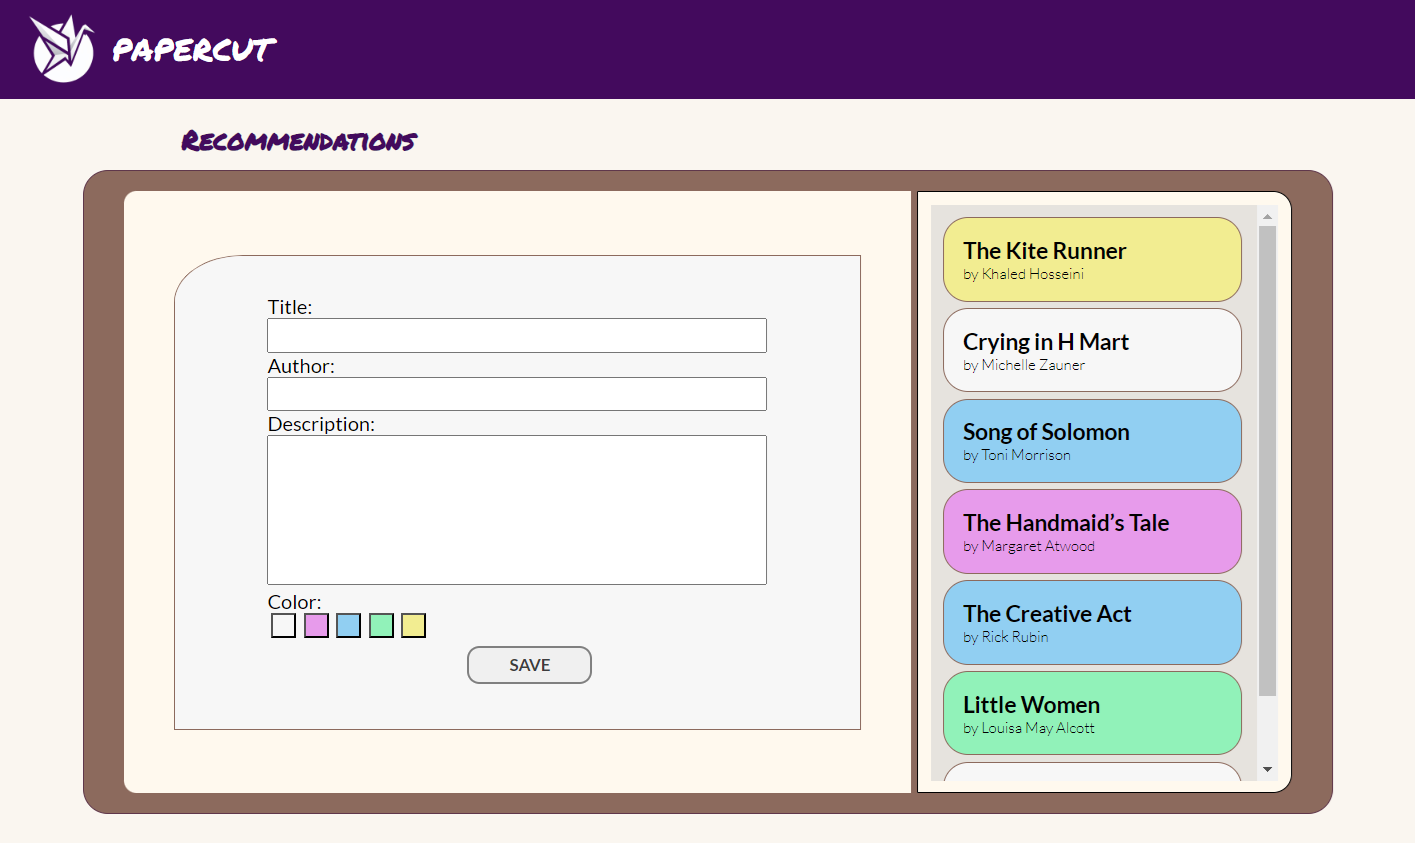 PAPERCUT
Recommendations
Title:
Author:
Description:
Color:
SAVE
The Kite Runner
by Khaled Hosseini
Crying in H Mart
by Michelle Zauner
Song of Solomon
by Toni Morrison
The Handmaid’s Tale
by Margaret Atwood
The Creative Act
by Rick Rubin
Little Women
by Louisa May Alcott